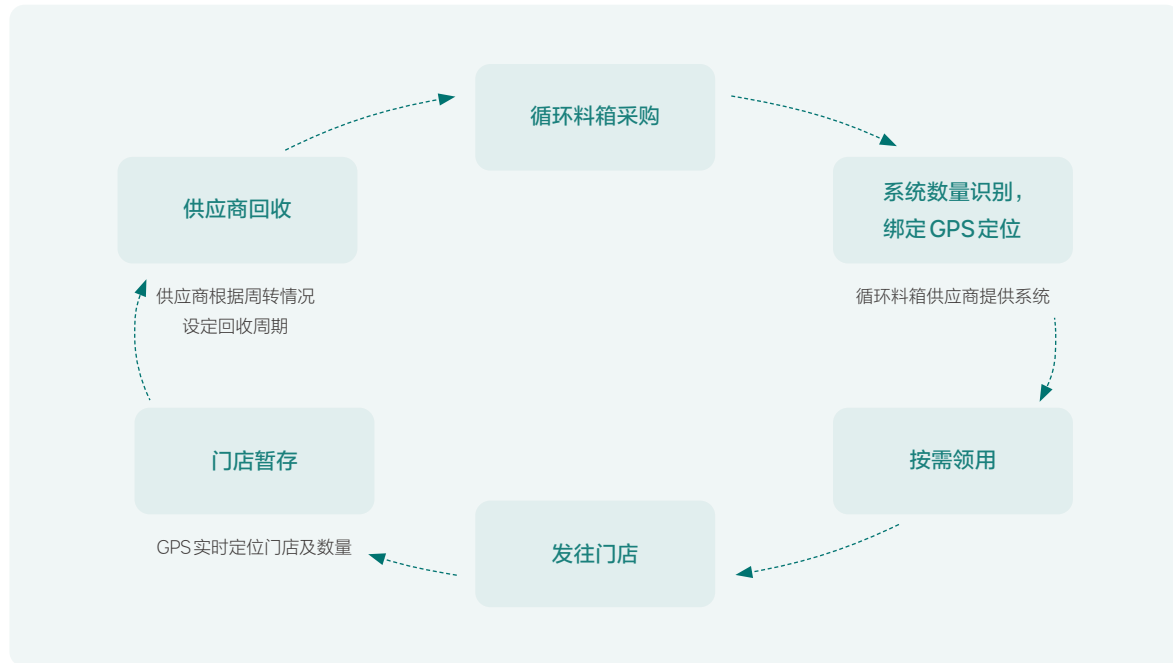 循环料箱采购
系统数量识别，
绑定GPS定位
循环料箱供应商提供系统
按需领用
发往门店
门店暂存
GPS实时定位门店及数量
供应商回收
供应商根据周转情况
设定回收周期